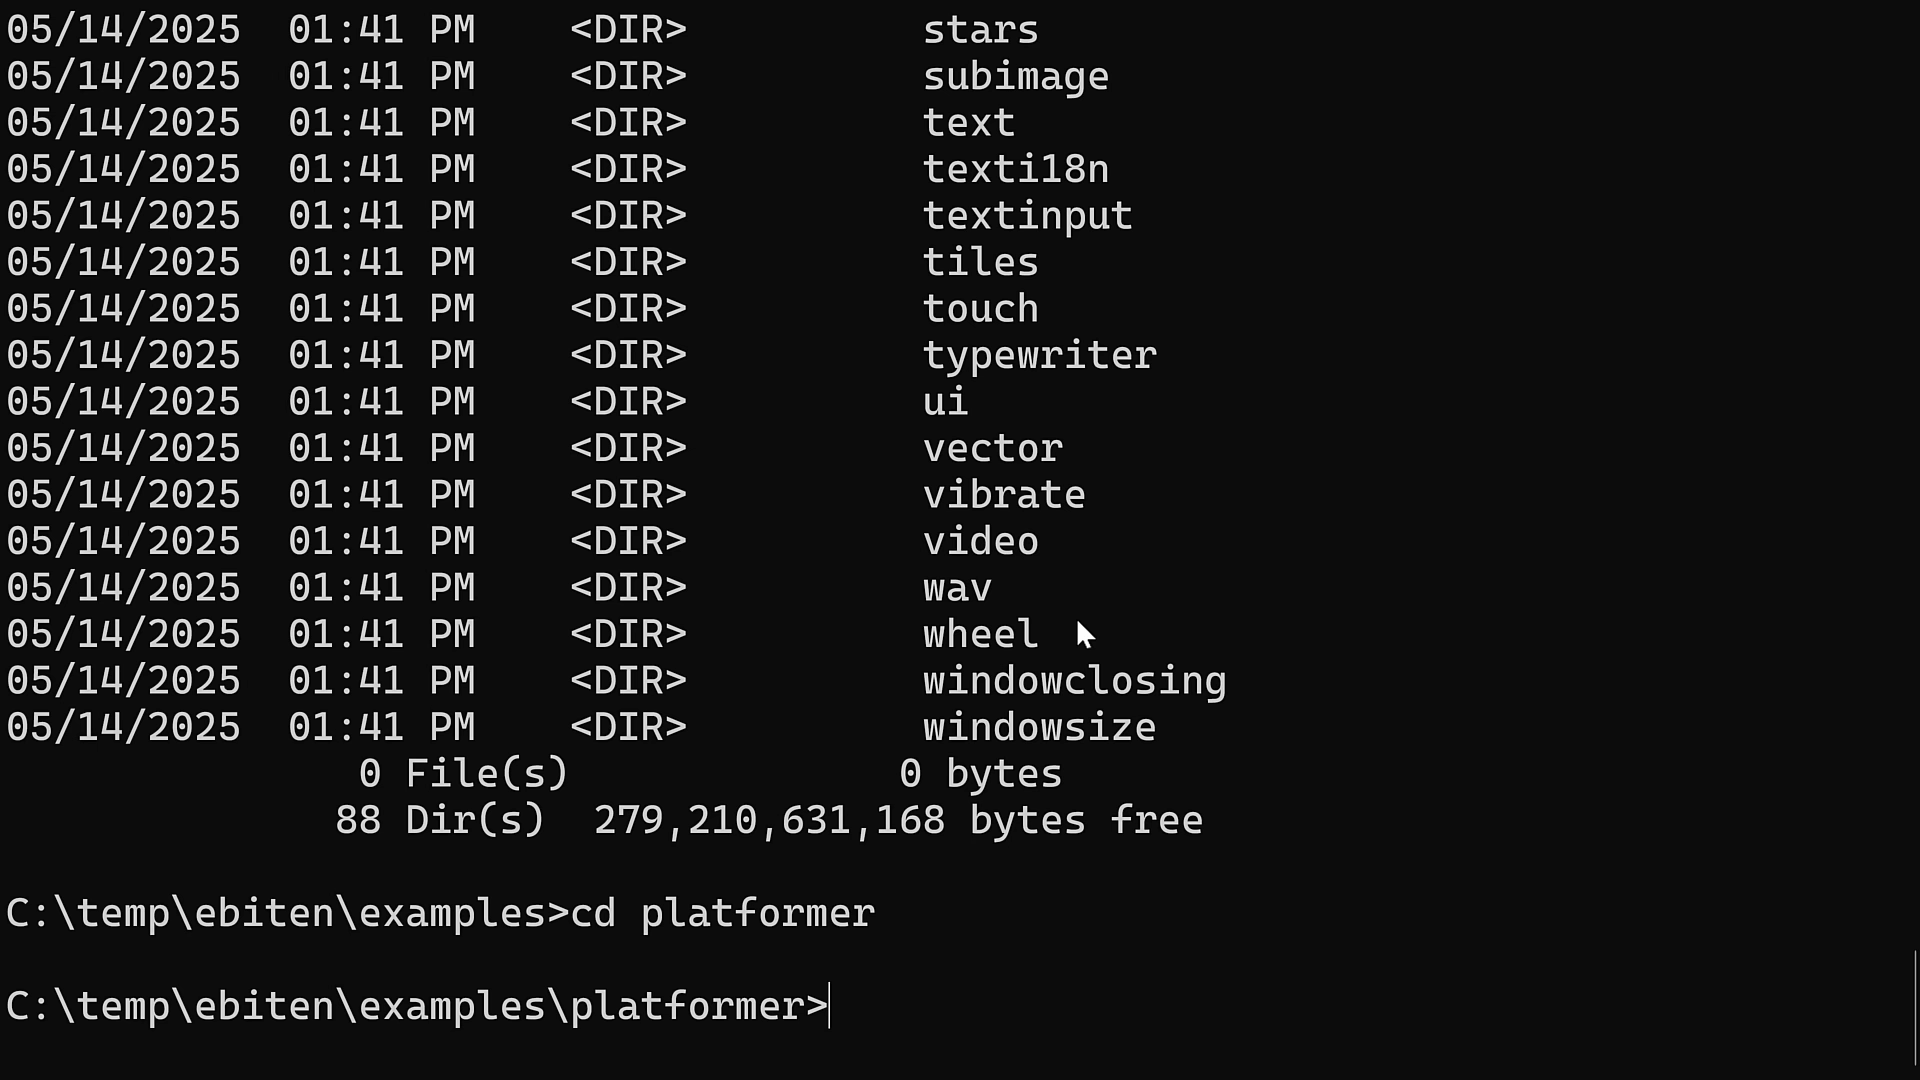 05/14/2025  01:41 PM    <DIR>          stars
05/14/2025  01:41 PM    <DIR>          subimage
05/14/2025  01:41 PM    <DIR>          text
05/14/2025  01:41 PM    <DIR>          texti18n
05/14/2025  01:41 PM    <DIR>          textinput
05/14/2025  01:41 PM    <DIR>          tiles
05/14/2025  01:41 PM    <DIR>          touch
05/14/2025  01:41 PM    <DIR>          typewriter
05/14/2025  01:41 PM    <DIR>          ui
05/14/2025  01:41 PM    <DIR>          vector
05/14/2025  01:41 PM    <DIR>          vibrate
05/14/2025  01:41 PM    <DIR>          video
05/14/2025  01:41 PM    <DIR>          wav
05/14/2025  01:41 PM    <DIR>          wheel
05/14/2025  01:41 PM    <DIR>          windowclosing
05/14/2025  01:41 PM    <DIR>          windowsize
               0 File(s)              0 bytes
              88 Dir(s)  279,210,631,168 bytes free
C:\temp\ebiten\examples>cd platformer
C:\temp\ebiten\examples\platformer>